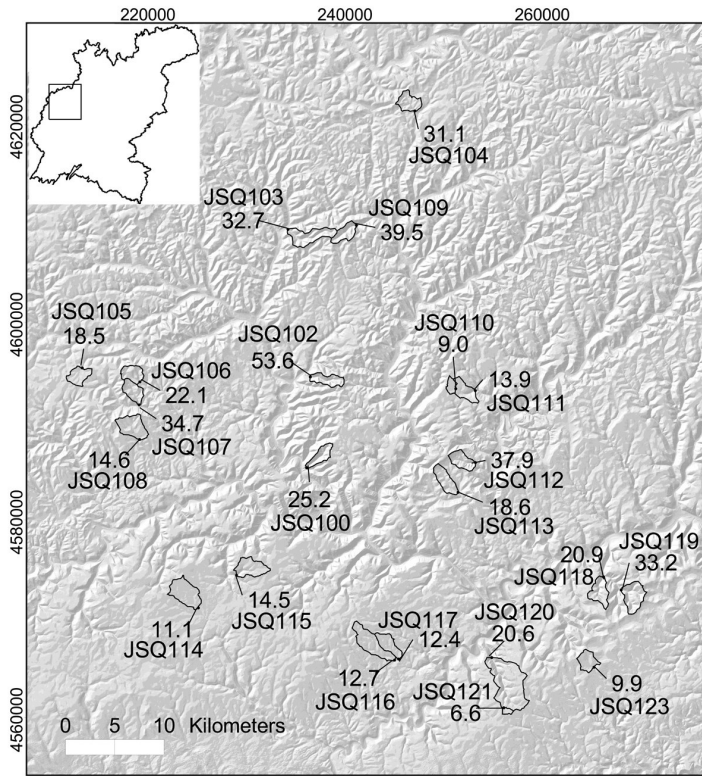 220000 240000 260000
4620000
31.1
JSQ104
JSQ103
32.7
JSQ109
39.5
4600000
JSQ105
18.5
JSQ102
53.6
JSQ110
9.0
JSQ106
22.1
13.9
JSQ111
34.7
JSQ107
14.6
JSQ108
37.9
JSQ112
25.2
JSQ100
18.6
JSQ113
4580000
20.9
JSQ118
JSQ119
33.2
14.5
JSQ115
11.1
JSQ114
JSQ117
12.4
JSQ120
20.6
12.7
JSQ116
JSQ121
6.6
9.9
JSQ123
4560000
0 5 10 Kilometers